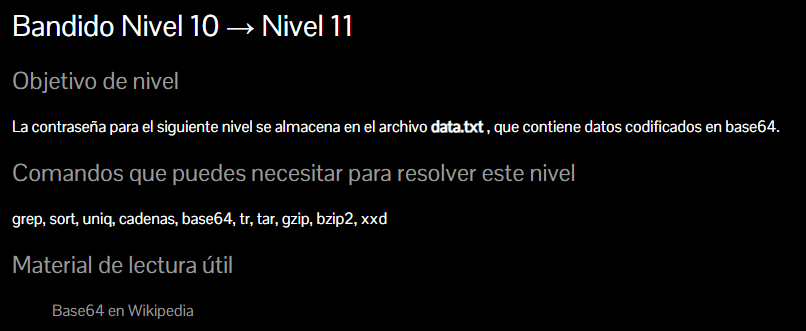 Bandido Nivel 10 → Nivel 11
Objetivo de nivel
La contraseña para el siguiente nivel se almacena en el archivo data.txt , que contiene datos codificados en base64.
Comandos que puedes necesitar para resolver este nivel
grep, sort, uniq, cadenas, base64, tr, tar, gzip, bzip2, xxd
Material de lectura útil
Base64 en Wikipedia